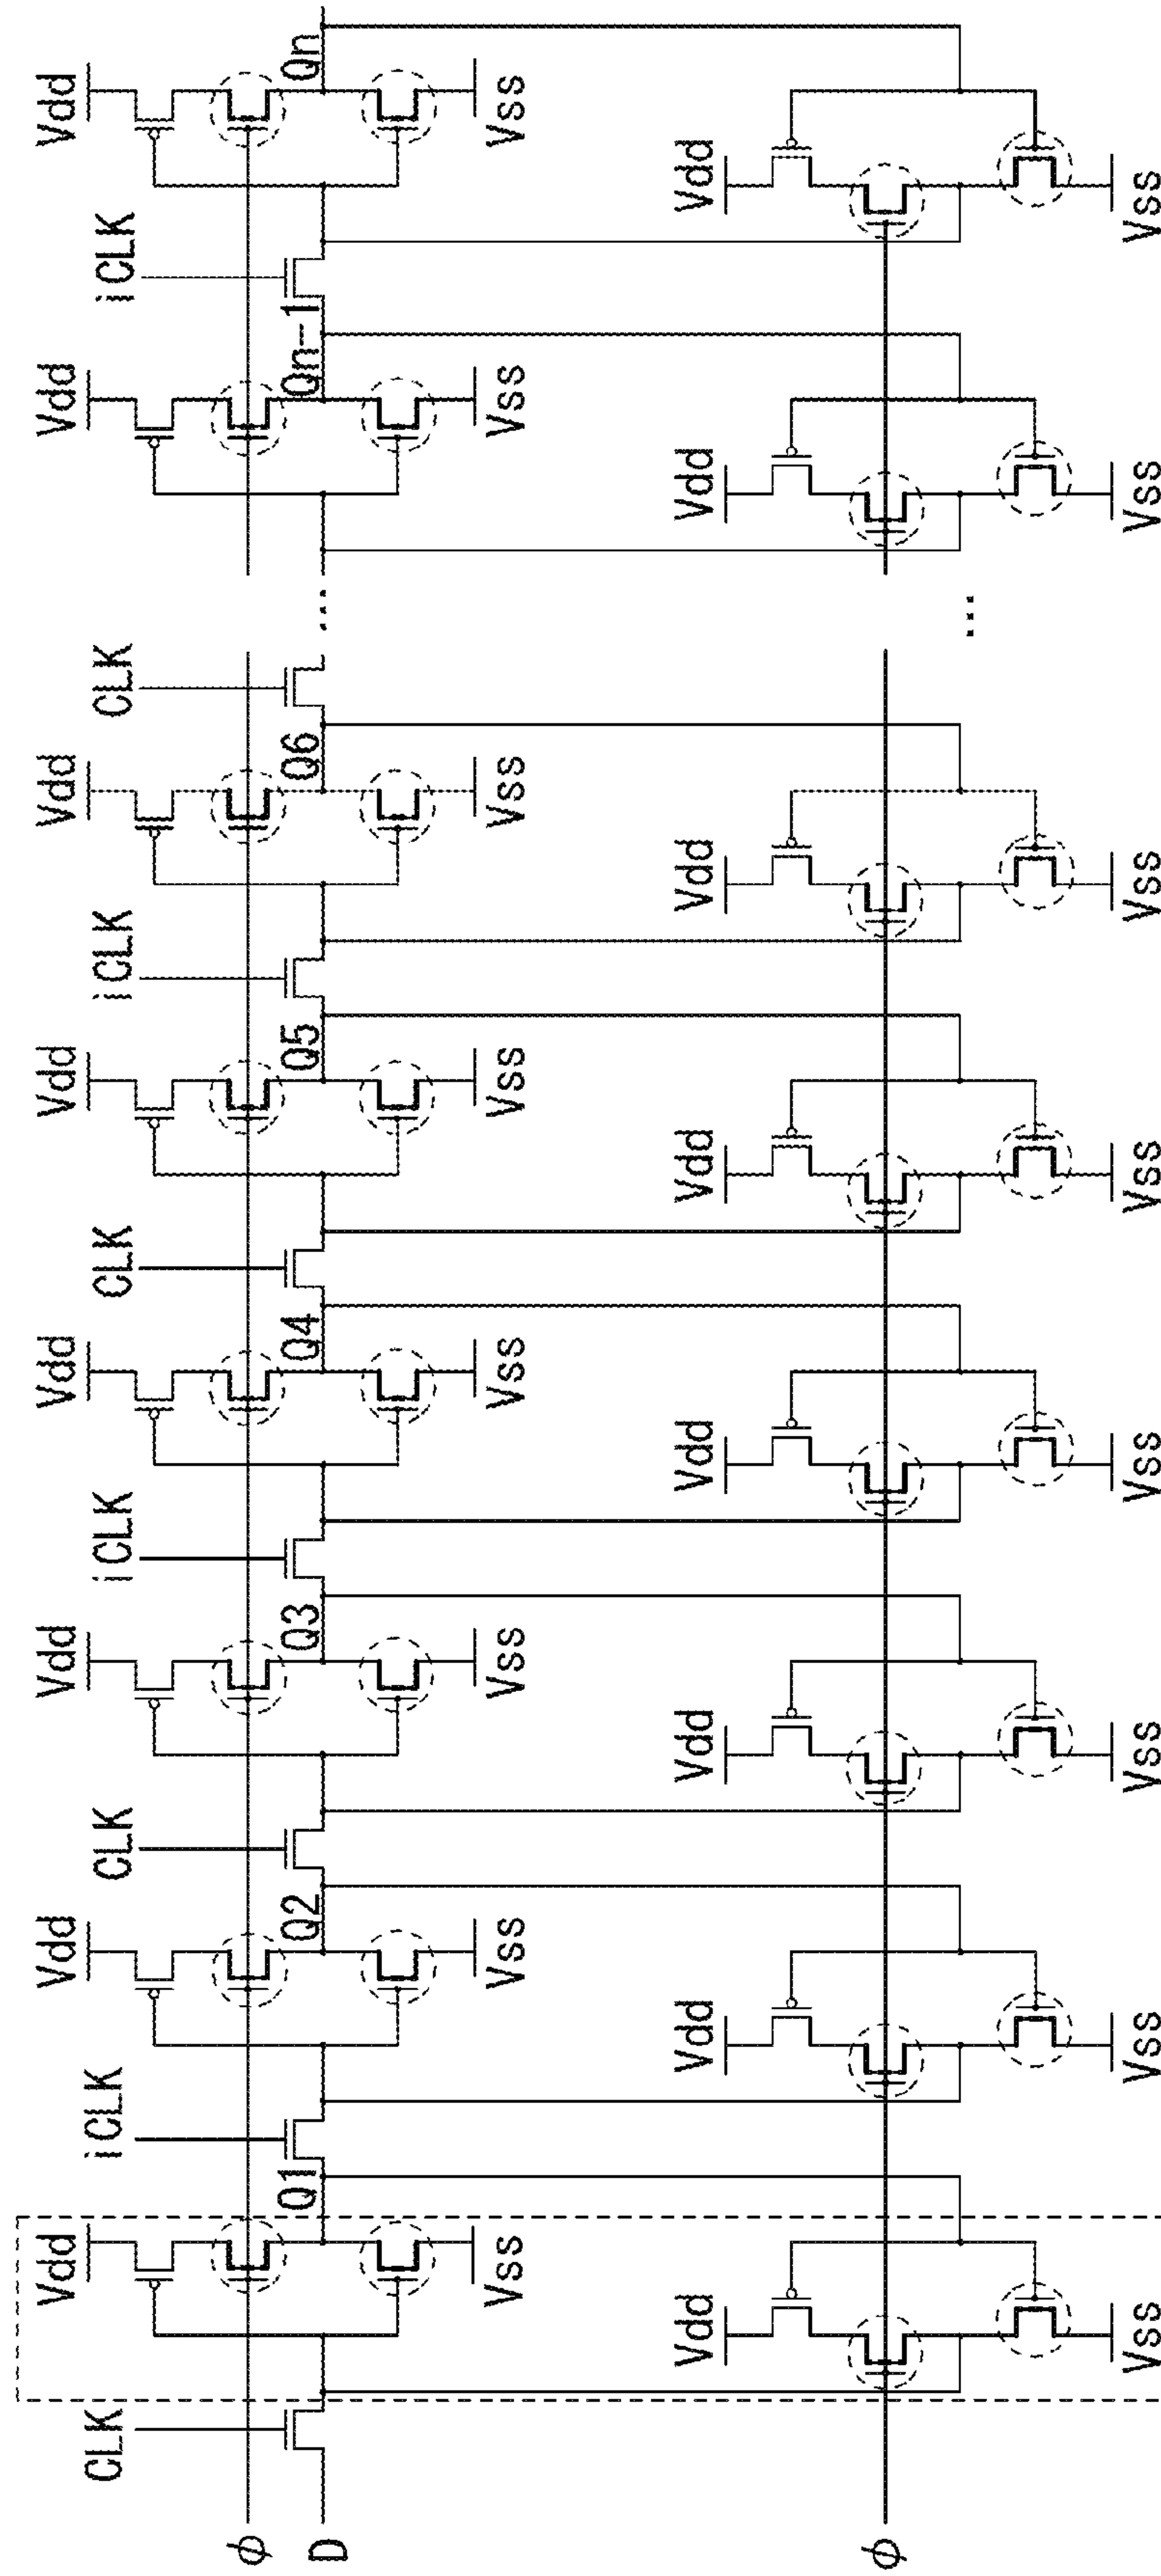 Vdd Vdd Vdd Vdd Vdd Vdd Vdd Vdd
CLK iCLK CLK iCLK CLK iCLK CLK iCLK
ϕ
D Q1 Q2 Q3 Q4 Q5 Q6 ... Qn-1 Qn
Vss Vss Vss Vss Vss Vss Vss Vss
Vdd Vdd Vdd Vdd Vdd Vdd Vdd Vdd
ϕ
...
Vss Vss Vss Vss Vss Vss Vss Vss